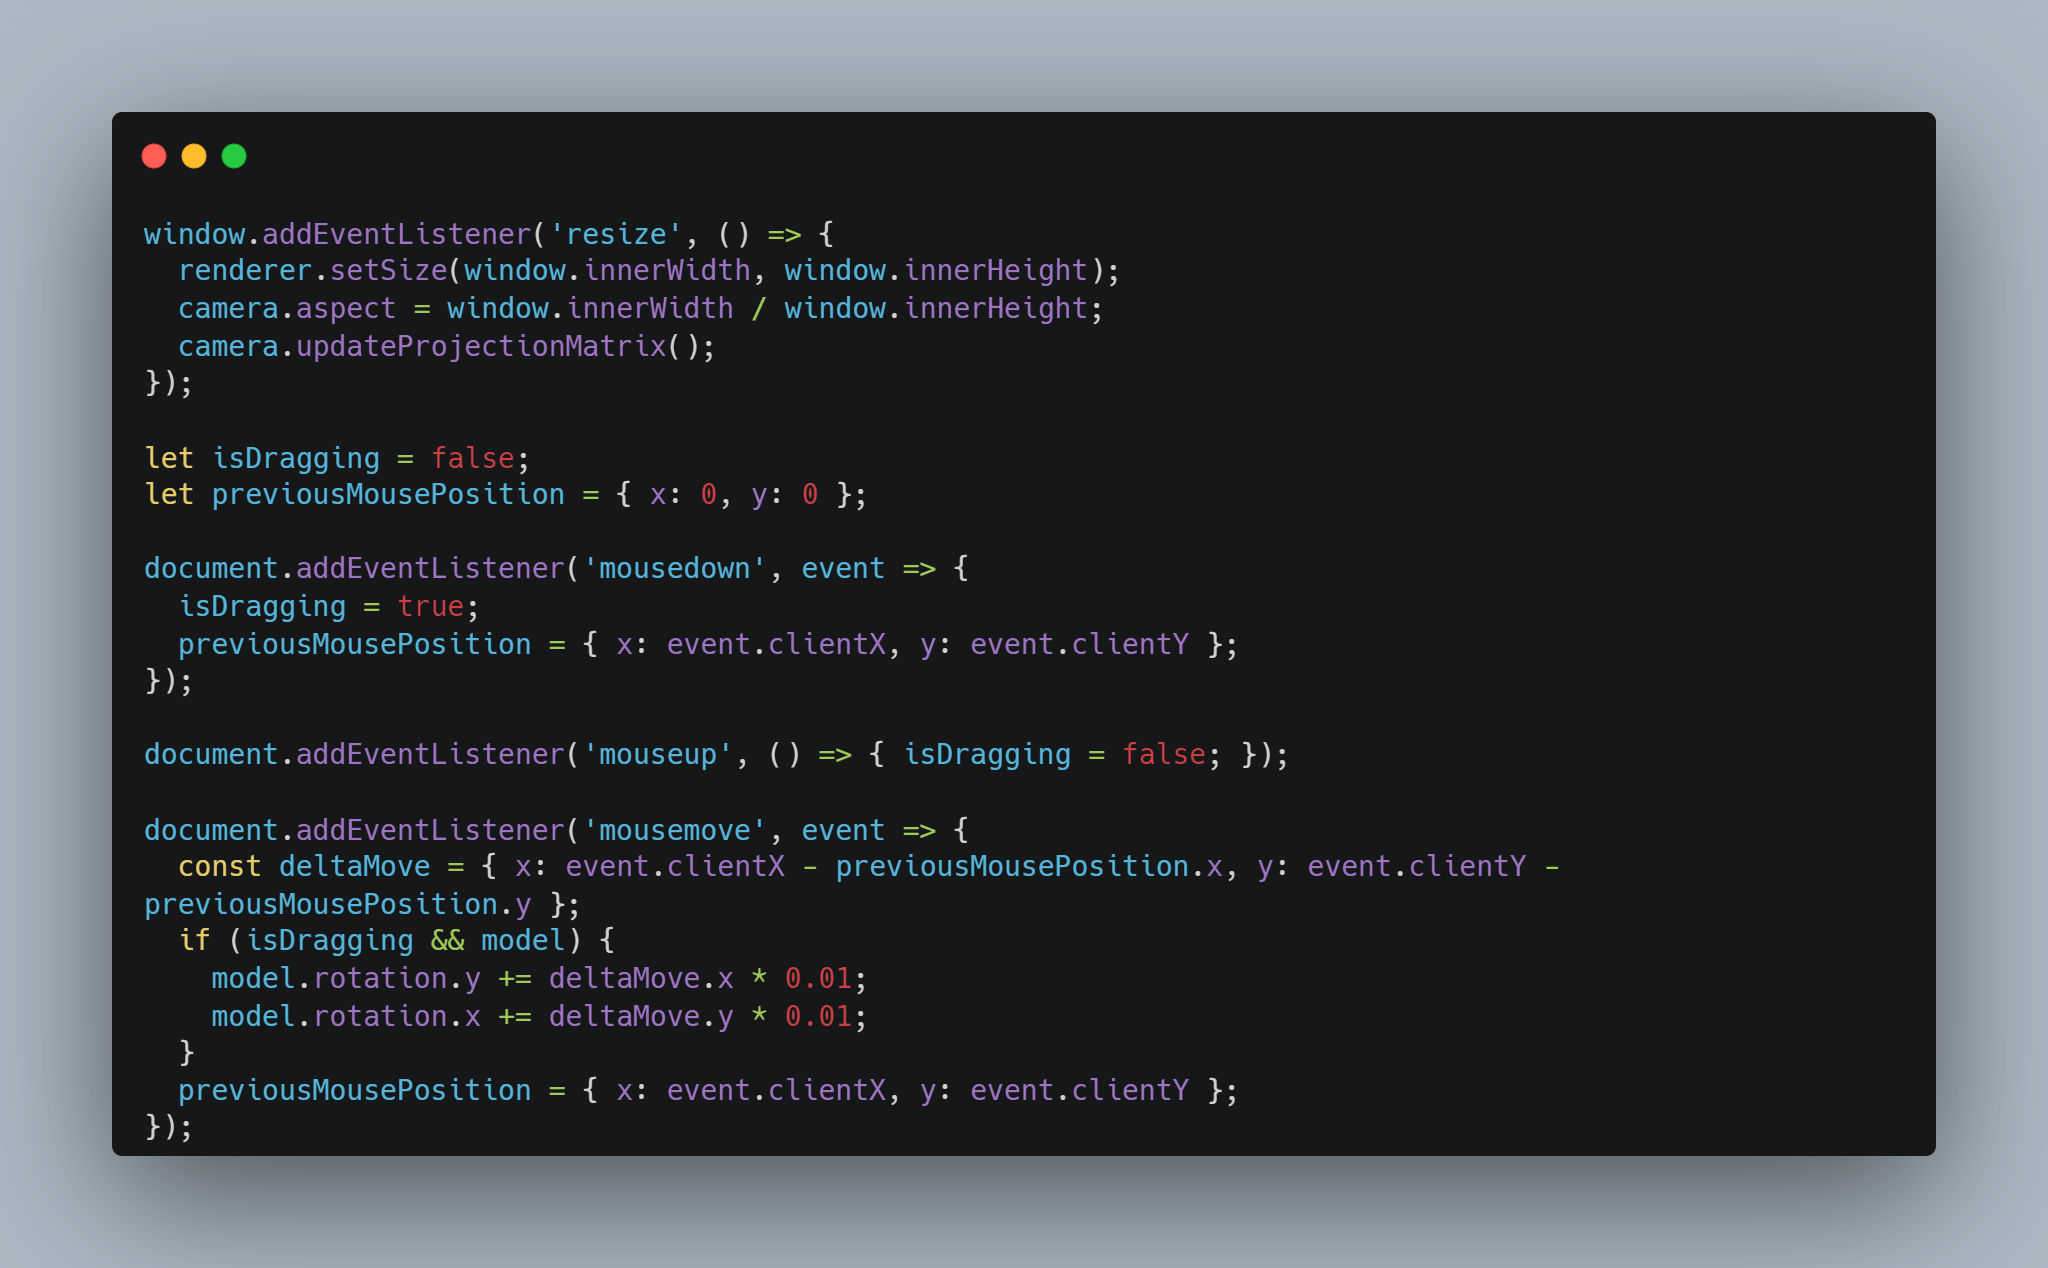 window.addEventListener('resize', () => {
  renderer.setSize(window.innerWidth, window.innerHeight);
  camera.aspect = window.innerWidth / window.innerHeight;
  camera.updateProjectionMatrix();
});

let isDragging = false;
let previousMousePosition = { x: 0, y: 0 };

document.addEventListener('mousedown', event => {
  isDragging = true;
  previousMousePosition = { x: event.clientX, y: event.clientY };
});

document.addEventListener('mouseup', () => { isDragging = false; });

document.addEventListener('mousemove', event => {
  const deltaMove = { x: event.clientX - previousMousePosition.x, y: event.clientY -
previousMousePosition.y };
  if (isDragging && model) {
    model.rotation.y += deltaMove.x * 0.01;
    model.rotation.x += deltaMove.y * 0.01;
  }
  previousMousePosition = { x: event.clientX, y: event.clientY };
});